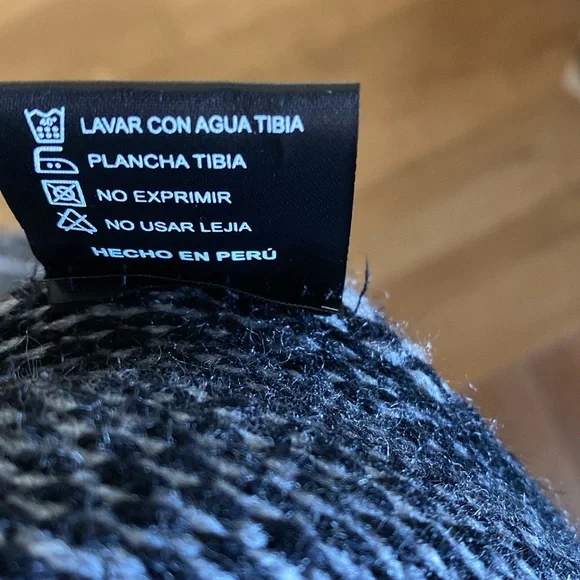 40°
LAVAR CON AGUA TIBIA
PLANCHA TIBIA
NO EXPRIMIR
NO USAR LEJIA
HECHO EN PERÚ